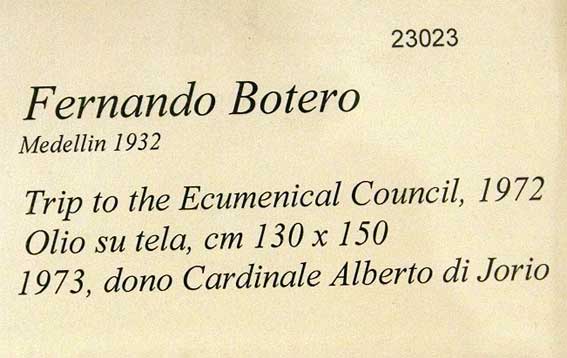 23023
Fernando Botero
Medellin 1932
Trip to the Ecumenical Council, 1972
Olio su tela, cm 130 x 150
1973, dono Cardinale Alberto di Jorio